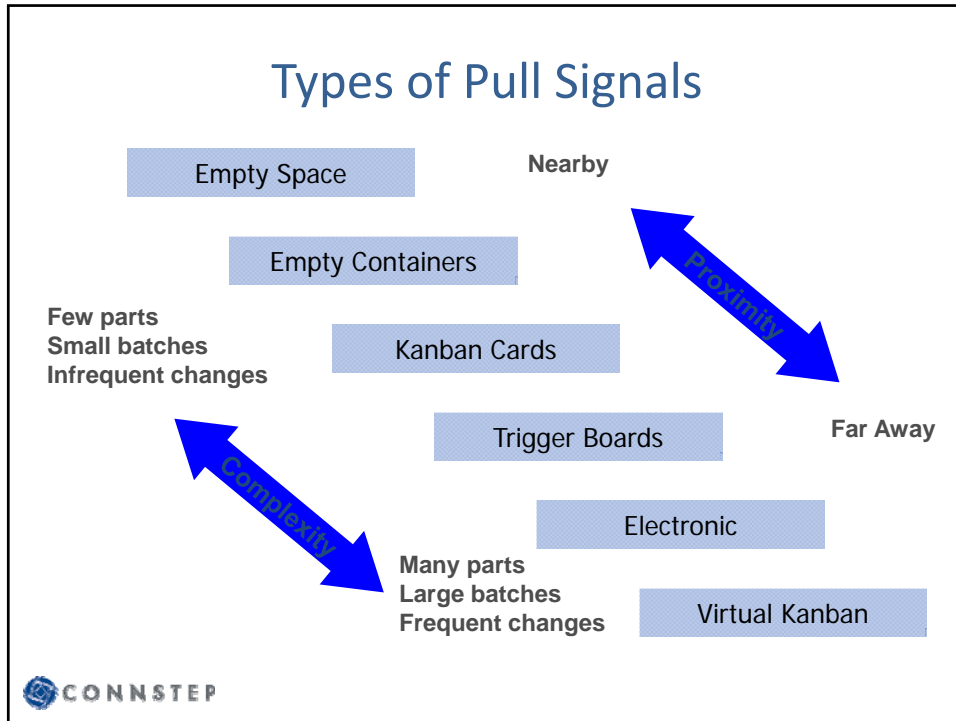 Types of Pull Signals
Empty Space
Nearby
Empty Containers
Proximity
Few parts
Small batches
Infrequent changes
Kanban Cards
Trigger Boards
Far Away
Complexity
Electronic
Many parts
Large batches
Frequent changes
Virtual Kanban
CONNSTEP